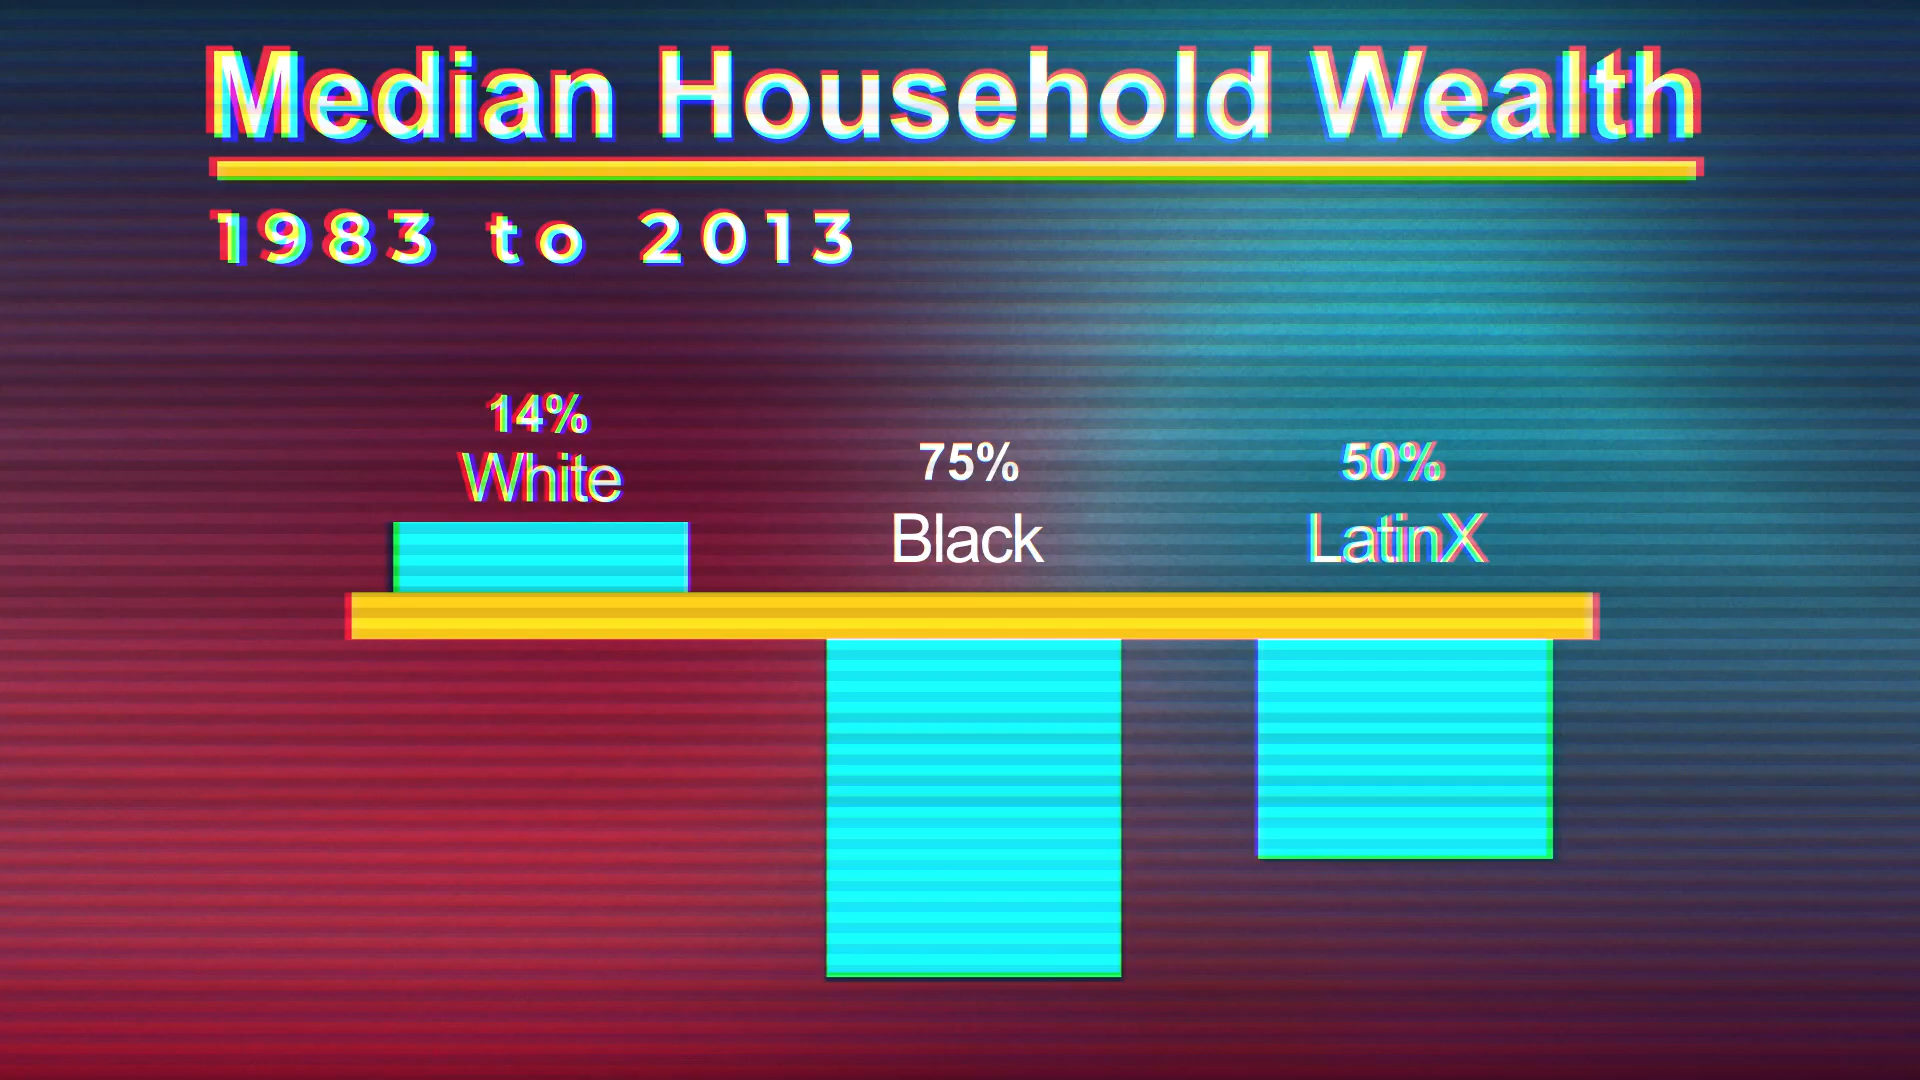 Median Household Wealth
1983 to 2013
14%
White
75%
Black
50%
LatinX